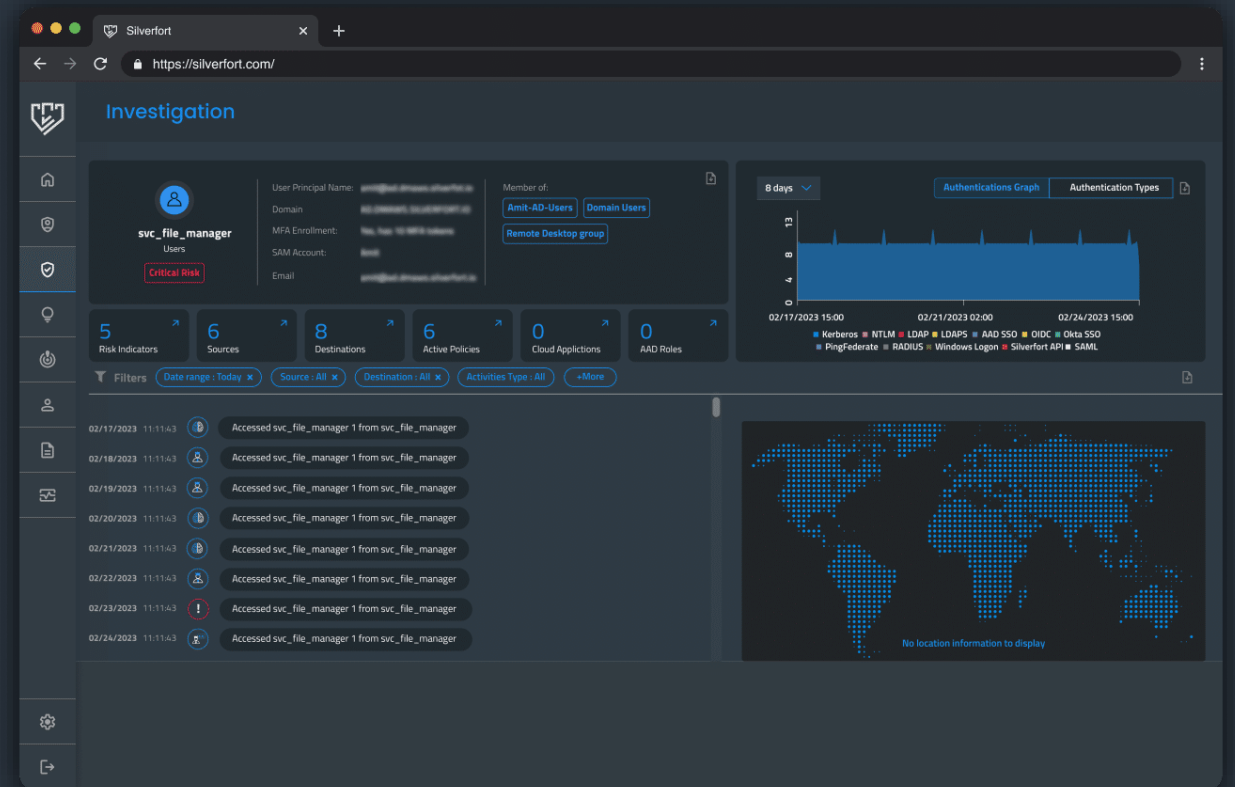 Silverfort
https://silverfort.com/
Investigation
svc_file_manager
Users
Critical Risk
User Principal Name:
Domain
MFA Enrollment:
SAM Account:
Email
Member of:
Amit-AD-Users Domain Users
Remote Desktop group
8 days
Authentications Graph Authentication Types
13
8
4
0
02/17/2023 15:00 02/21/2023 02:00 02/24/2023 15:00
Kerberos NTLM LDAP LDAPS AAD SSO OIDC Okta SSO
PingFederate RADIUS Windows Logon Silverfort API SAML
5 6 8 6 0 0
Risk Indicators Sources Destinations Active Policies Cloud Applictions AAD Roles
Filters Date range : Today × Source : All × Destination : All × Activities Type : All +More
02/17/2023 11:11:43 Accessed svc_file_manager 1 from svc_file_manager
02/18/2023 11:11:43 Accessed svc_file_manager 1 from svc_file_manager
02/19/2023 11:11:43 Accessed svc_file_manager 1 from svc_file_manager
02/20/2023 11:11:43 Accessed svc_file_manager 1 from svc_file_manager
02/21/2023 11:11:43 Accessed svc_file_manager 1 from svc_file_manager
02/22/2023 11:11:43 Accessed svc_file_manager 1 from svc_file_manager
02/23/2023 11:11:43 ! Accessed svc_file_manager 1 from svc_file_manager
02/24/2023 11:11:43 Accessed svc_file_manager 1 from svc_file_manager
No location information to display